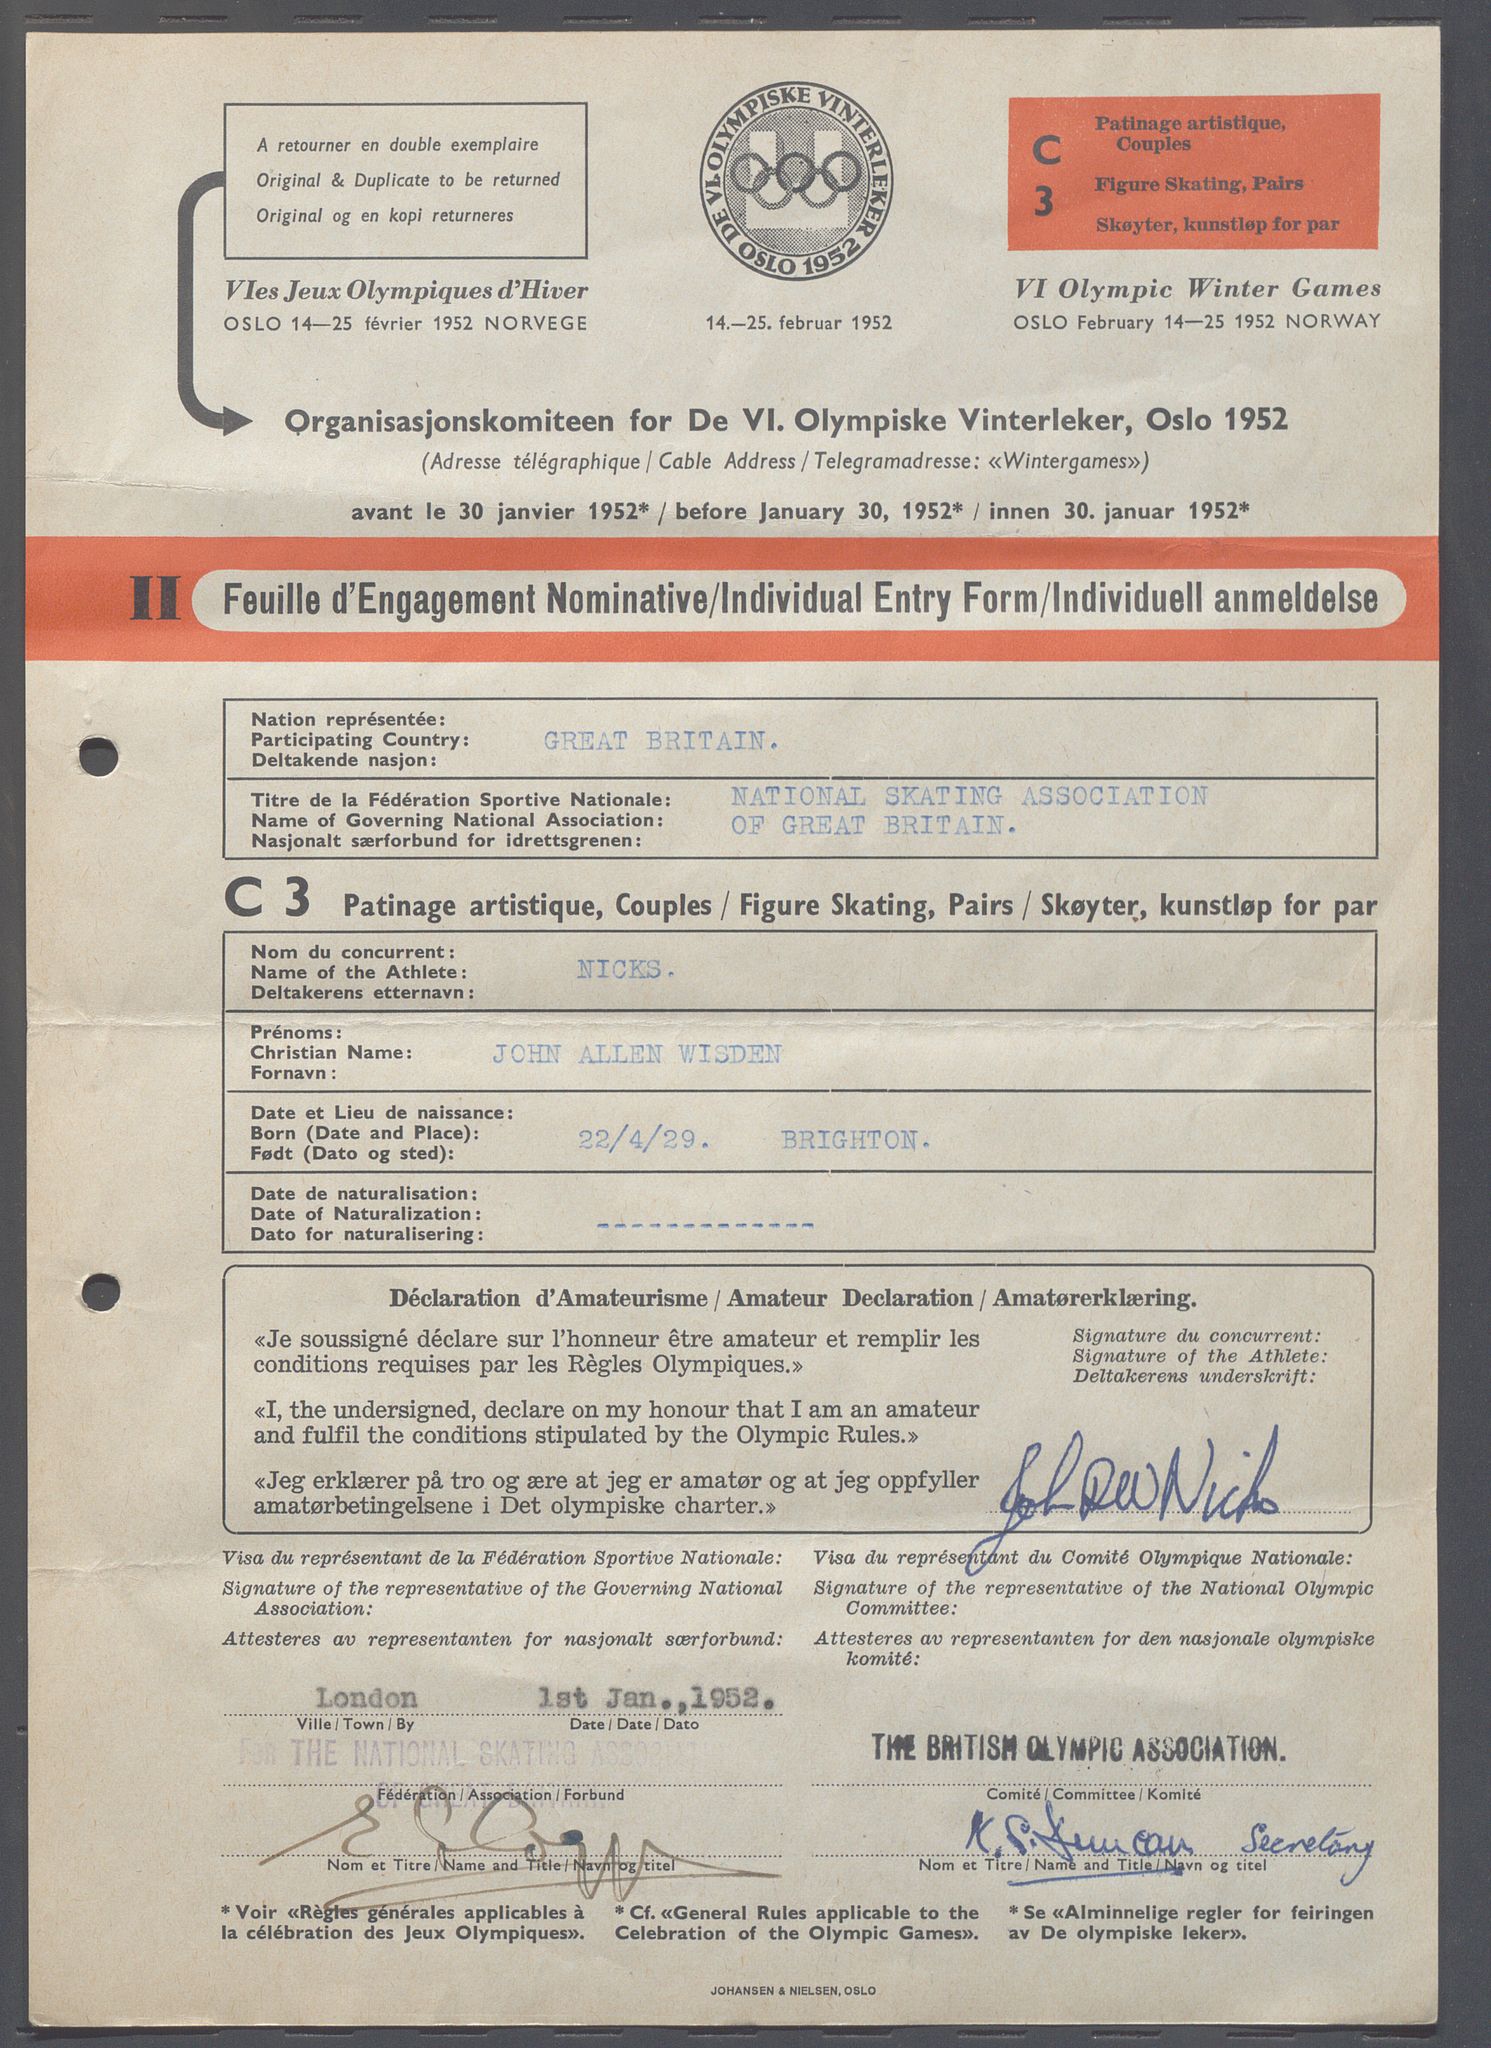 A retourner en double exemplaire
Original & Duplicate to be returned
Original og en kopi returneres
DE VI. OLYMPISKE VINTERLEKER OSLO 1952
C 3
Patinage artistique,
Couples
Figure Skating, Pairs
Skøyter, kunstløp for par
VIes Jeux Olympiques d'Hiver
OSLO 14—25 février 1952 NORVEGE
14.—25. februar 1952
VI Olympic Winter Games
OSLO February 14—25 1952 NORWAY
Organisasjonskomiteen for De VI. Olympiske Vinterleker, Oslo 1952
(Adresse télégraphique / Cable Address / Telegramadresse: «Wintergames»)
avant le 30 janvier 1952* / before January 30, 1952* / innen 30. januar 1952*
II Feuille d'Engagement Nominative/Individual Entry Form/Individuell anmeldelse
Nation représentée:
Participating Country: GREAT BRITAIN.
Deltakende nasjon:
Titre de la Fédération Sportive Nationale: NATIONAL SKATING ASSOCIATION
Name of Governing National Association: OF GREAT BRITAIN.
Nasjonalt særforbund for idrettsgrenen:
C 3 Patinage artistique, Couples / Figure Skating, Pairs / Skøyter, kunstløp for par
Nom du concurrent:
Name of the Athlete: NICKS.
Deltakerens etternavn:
Prénoms:
Christian Name: JOHN ALLEN WISDEN
Fornavn:
Date et Lieu de naissance:
Born (Date and Place): 22/4/29. BRIGHTON.
Født (Dato og sted):
Date de naturalisation:
Date of Naturalization: -------------
Dato for naturalisering:
Déclaration d'Amateurisme / Amateur Declaration / Amatørerklæring.
«Je soussigné déclare sur l'honneur être amateur et remplir les
conditions requises par les Règles Olympiques.»
«I, the undersigned, declare on my honour that I am an amateur
and fulfil the conditions stipulated by the Olympic Rules.»
«Jeg erklærer på tro og ære at jeg er amatør og at jeg oppfyller
amatørbetingelsene i Det olympiske charter.»
Signature du concurrent:
Signature of the Athlete:
Deltakerens underskrift:
John Nicks
Visa du représentant de la Fédération Sportive Nationale:
Signature of the representative of the Governing National
Association:
Attesteres av representanten for nasjonalt særforbund:
Visa du représentant du Comité Olympique Nationale:
Signature of the representative of the National Olympic
Committee:
Attesteres av representanten for den nasjonale olympiske
komité:
London 1st Jan.,1952.
Ville / Town / By Date / Date / Dato
For THE NATIONAL SKATING ASSOCIATION
OF GREAT BRITAIN
Fédération / Association / Forbund
Nom et Titre / Name and Title / Navn og titel
THE BRITISH OLYMPIC ASSOCIATION.
Comité / Committee / Komité
K. S. Duncan Secretary
Nom et Titre / Name and Title / Navn og titel
* Voir «Règles générales applicables à
la célébration des Jeux Olympiques».
* Cf. «General Rules applicable to the
Celebration of the Olympic Games».
* Se «Alminnelige regler for feiringen
av De olympiske leker».
JOHANSEN & NIELSEN, OSLO